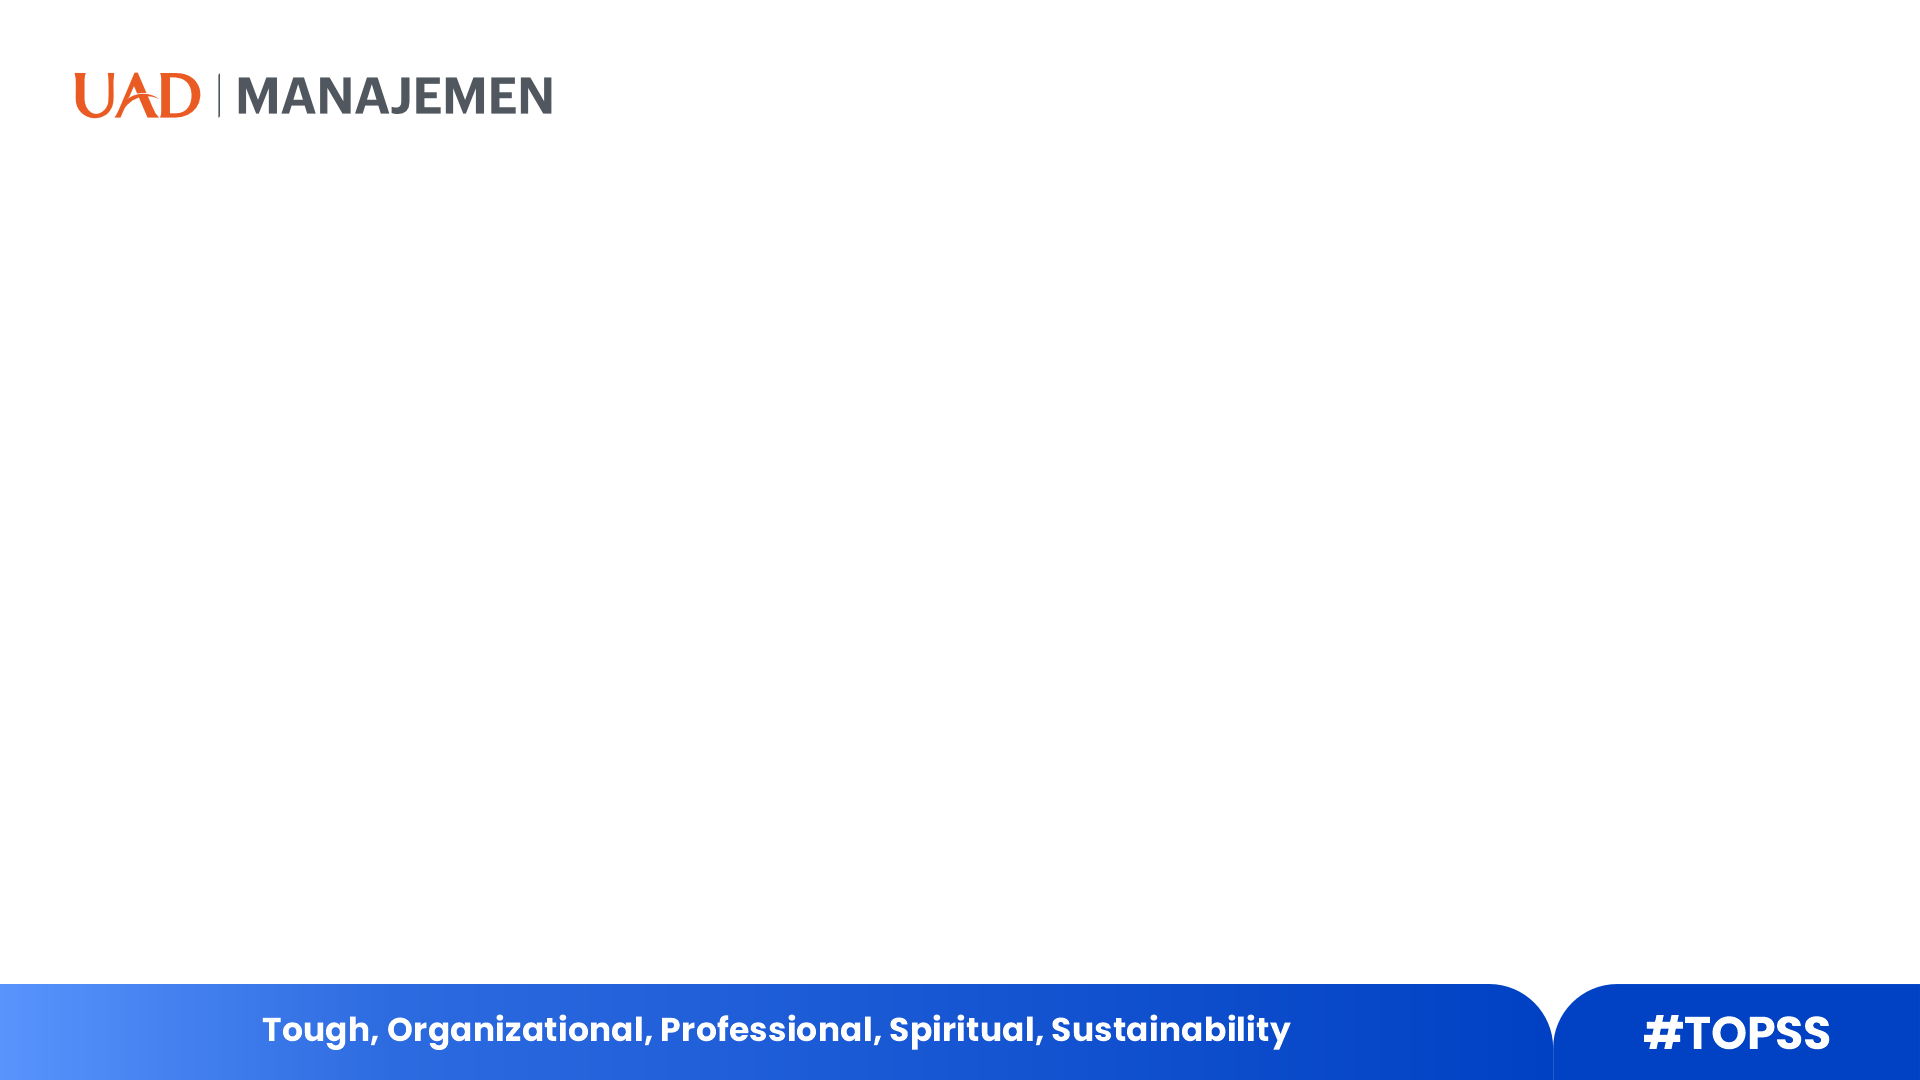 UAD | MANAJEMEN
Tough, Organizational, Professional, Spiritual, Sustainability
#TOPSS